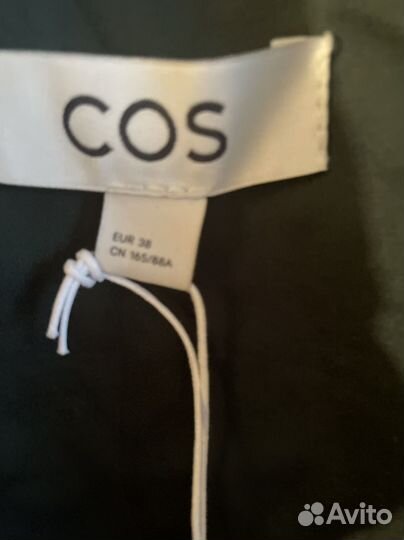 COS
EUR 38
CN 165/88A
Avito